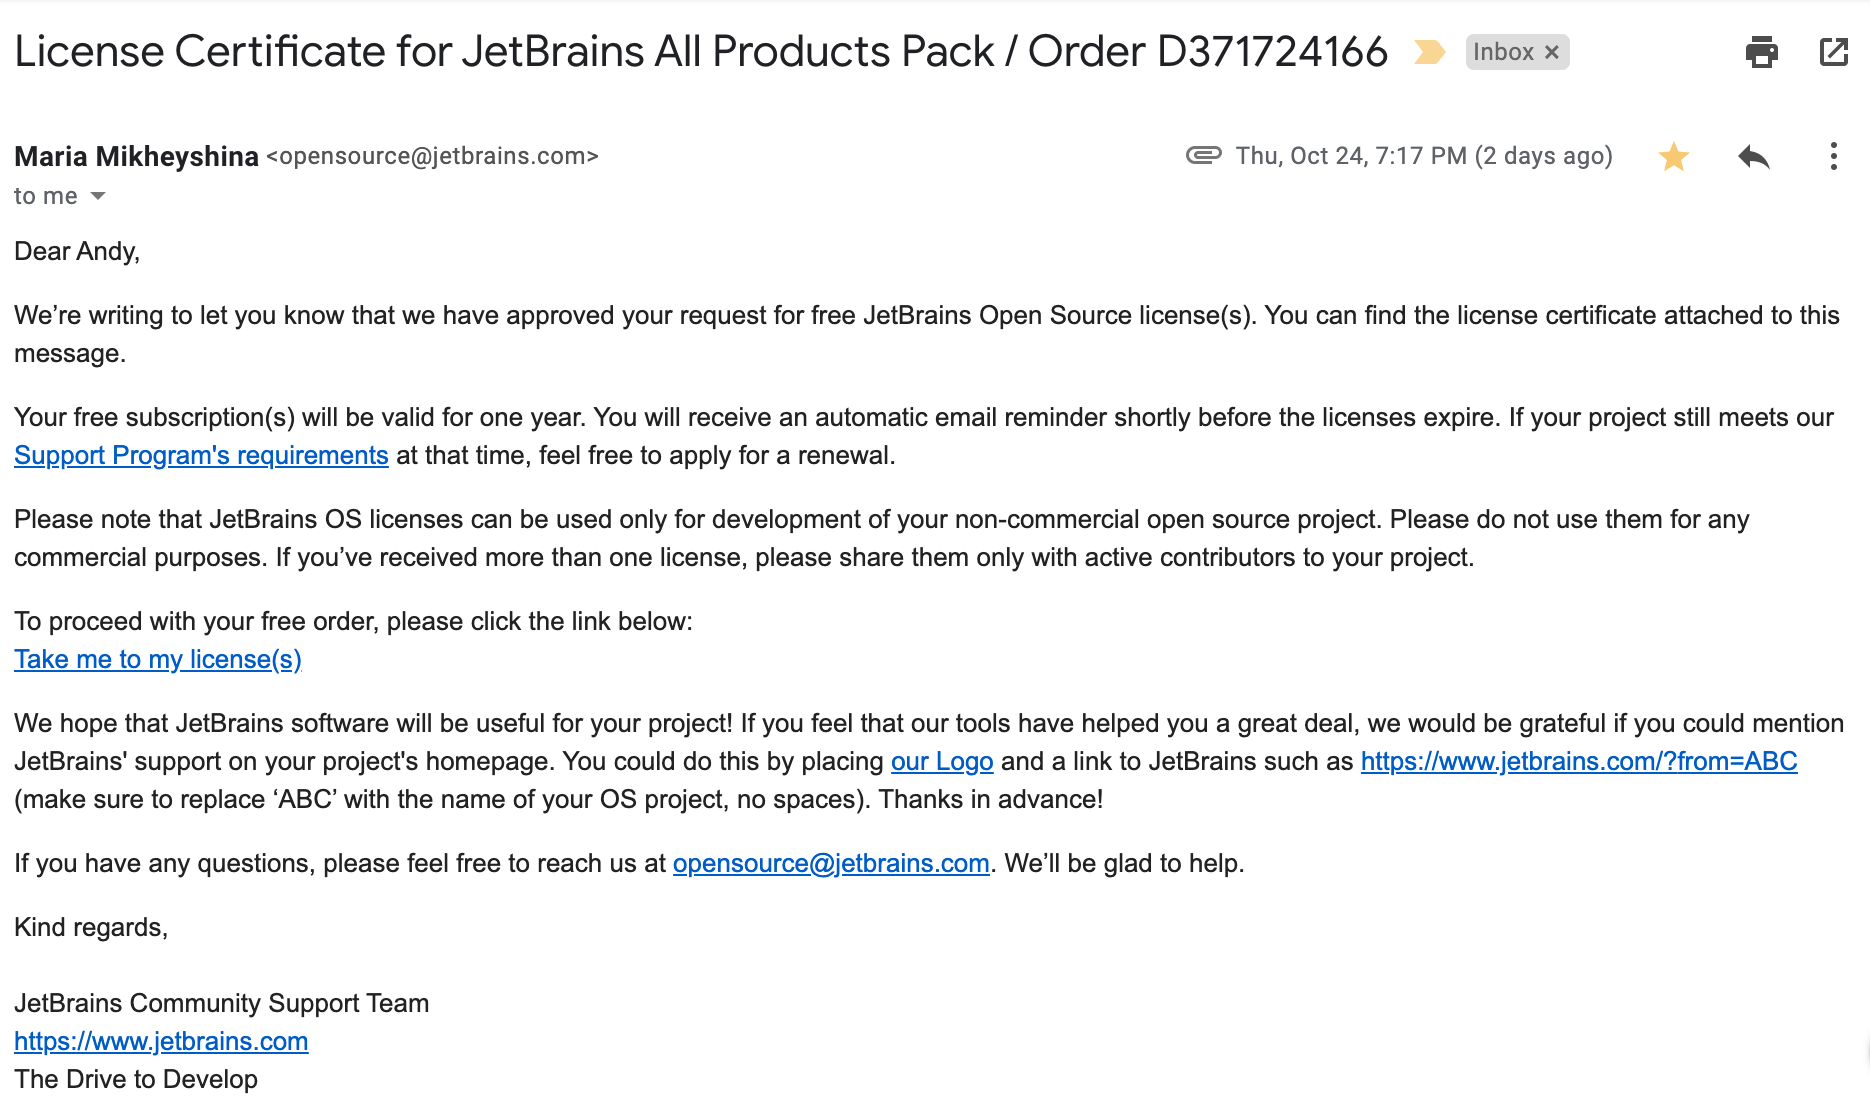 License Certificate for JetBrains All Products Pack / Order D371724166 Inbox ×
Maria Mikheyshina <opensource@jetbrains.com> Thu, Oct 24, 7:17 PM (2 days ago)
to me
Dear Andy,
We’re writing to let you know that we have approved your request for free JetBrains Open Source license(s). You can find the license certificate attached to this
message.
Your free subscription(s) will be valid for one year. You will receive an automatic email reminder shortly before the licenses expire. If your project still meets our
Support Program's requirements at that time, feel free to apply for a renewal.
Please note that JetBrains OS licenses can be used only for development of your non-commercial open source project. Please do not use them for any
commercial purposes. If you’ve received more than one license, please share them only with active contributors to your project.
To proceed with your free order, please click the link below:
Take me to my license(s)
We hope that JetBrains software will be useful for your project! If you feel that our tools have helped you a great deal, we would be grateful if you could mention
JetBrains' support on your project's homepage. You could do this by placing our Logo and a link to JetBrains such as https://www.jetbrains.com/?from=ABC
(make sure to replace ‘ABC’ with the name of your OS project, no spaces). Thanks in advance!
If you have any questions, please feel free to reach us at opensource@jetbrains.com. We’ll be glad to help.
Kind regards,
JetBrains Community Support Team
https://www.jetbrains.com
The Drive to Develop